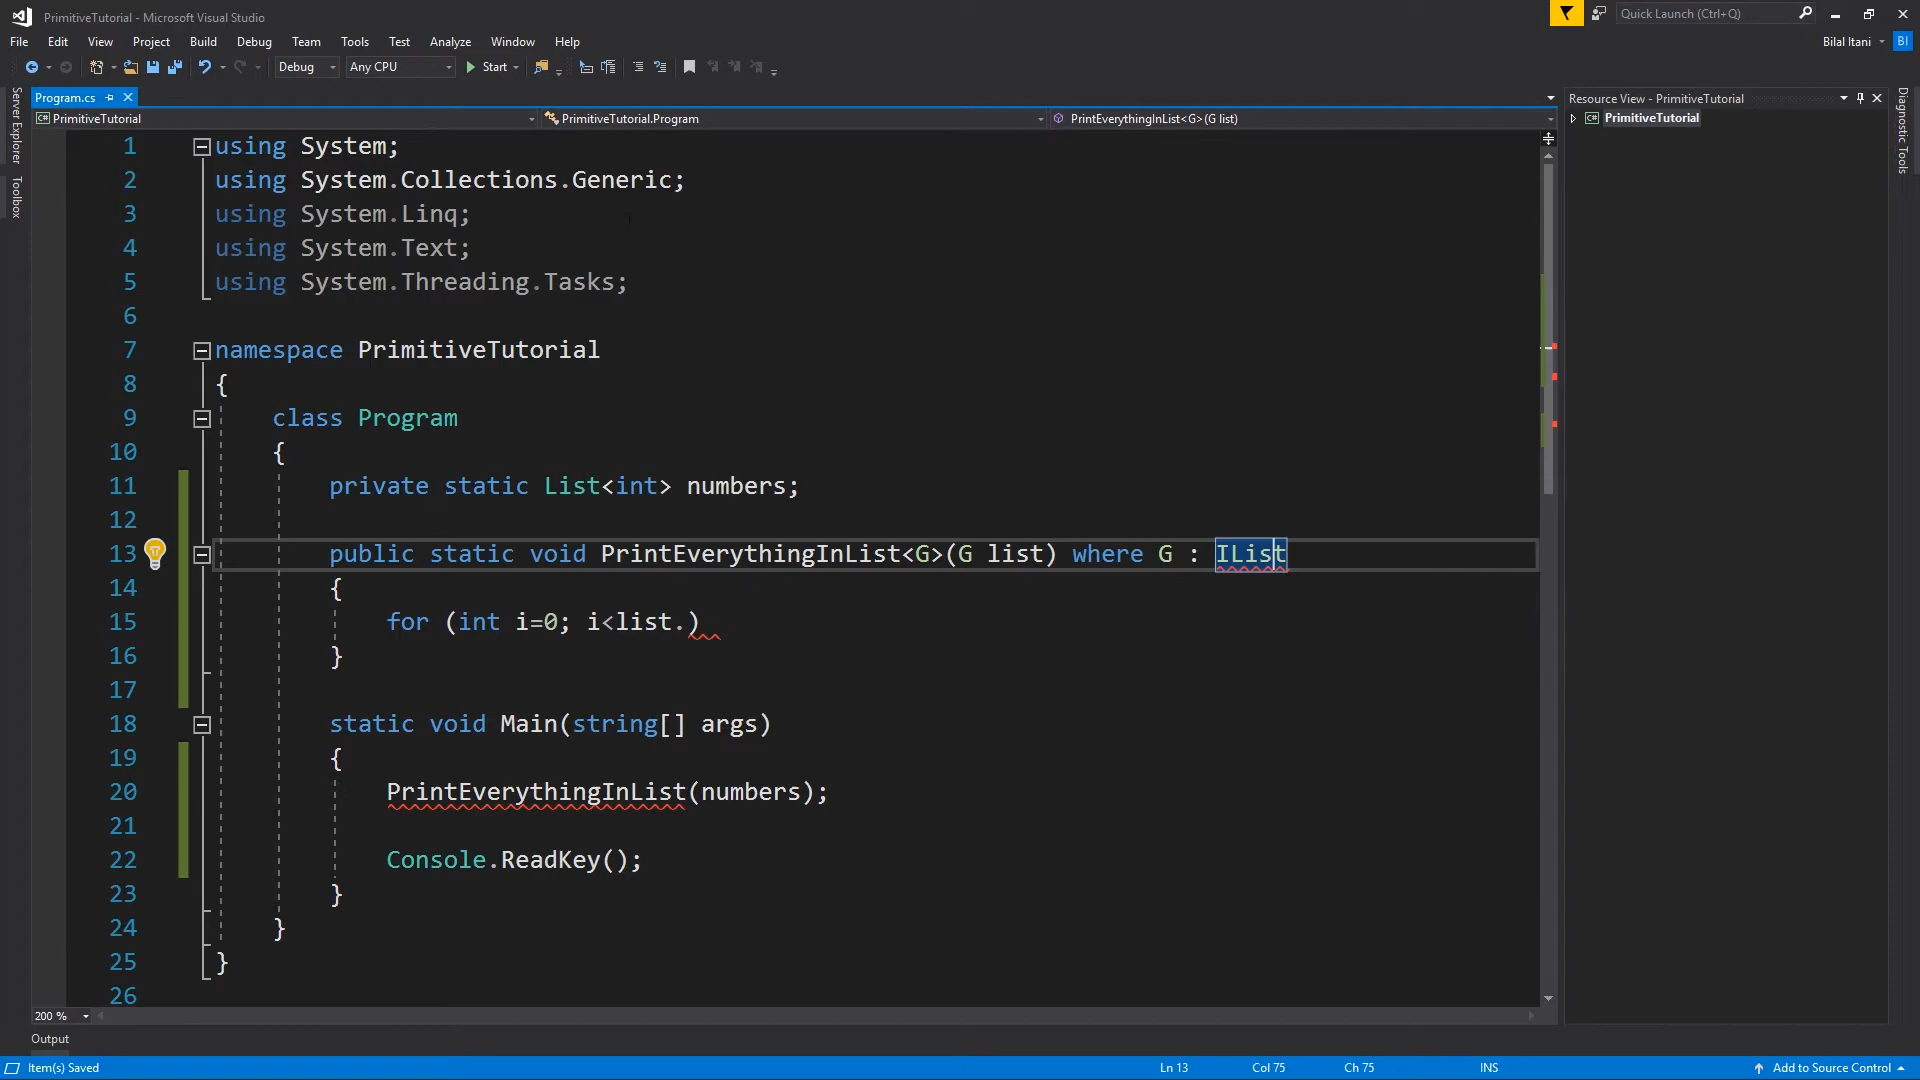 PrimitiveTutorial - Microsoft Visual Studio
Quick Launch (Ctrl+Q)
File Edit View Project Build Debug Team Tools Test Analyze Window Help
Bilal Itani BI
Debug Any CPU Start
Server Explorer
Toolbox
Program.cs
PrimitiveTutorial PrimitiveTutorial.Program PrintEverythingInList<G>(G list)
1 using System;
2 using System.Collections.Generic;
3 using System.Linq;
4 using System.Text;
5 using System.Threading.Tasks;
6
7 namespace PrimitiveTutorial
8 {
9 class Program
10 {
11 private static List<int> numbers;
12
13 public static void PrintEverythingInList<G>(G list) where G : IList
14 {
15 for (int i=0; i<list.)
16 }
17
18 static void Main(string[] args)
19 {
20 PrintEverythingInList(numbers);
21
22 Console.ReadKey();
23 }
24 }
25 }
26
Resource View - PrimitiveTutorial
PrimitiveTutorial
Diagnostic Tools
200 %
Output
Item(s) Saved Ln 13 Col 75 Ch 75 INS Add to Source Control